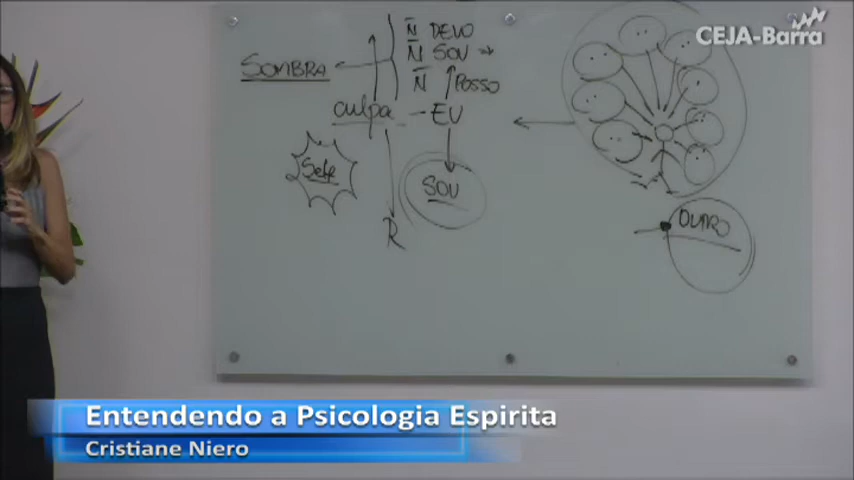 CEJA-Barra
Ñ DEVO
Ñ SOU
Ñ POSSO
SOMBRA
culpa - EU
Self
SOU
R
OUTRO
Entendendo a Psicologia Espirita
Cristiane Niero